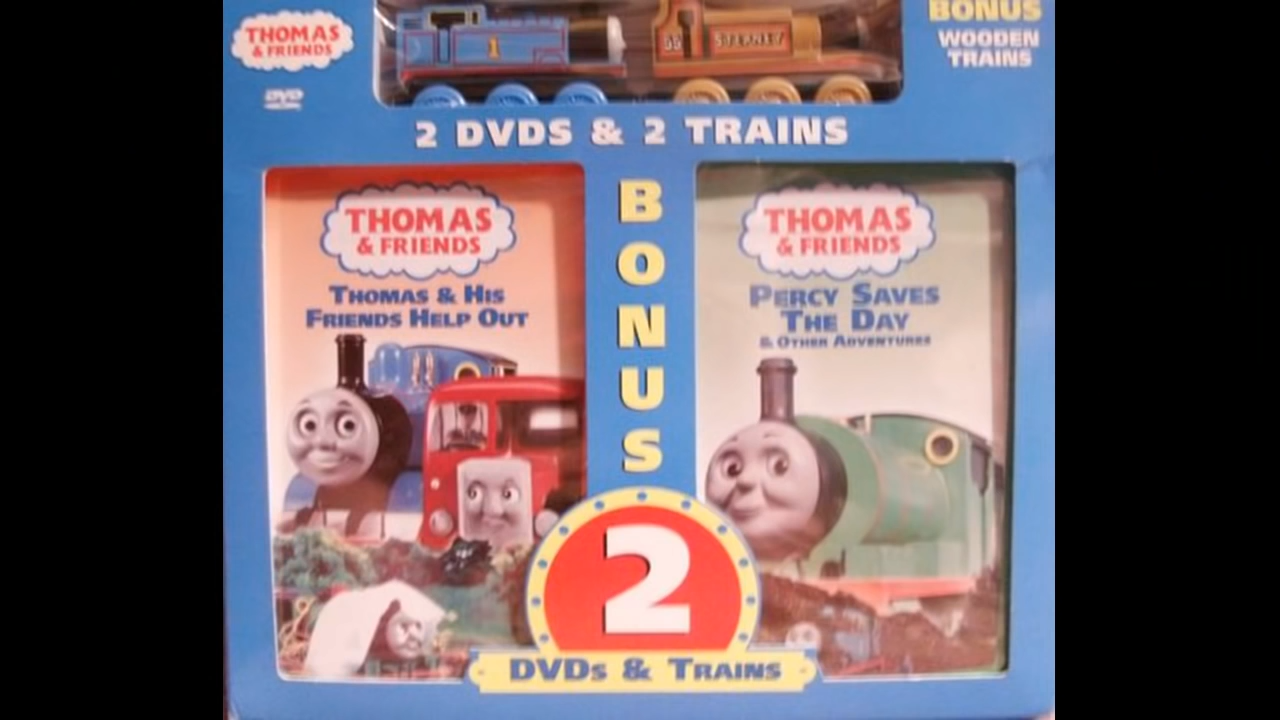 THOMAS
& FRIENDS
DVD
1
55 STEPNEY
BONUS
WOODEN
TRAINS
2 DVDS & 2 TRAINS
THOMAS
& FRIENDS
THOMAS & HIS
FRIENDS HELP OUT
BONUS
THOMAS
& FRIENDS
PERCY SAVES
THE DAY
& OTHER ADVENTURES
2
DVDS & TRAINS